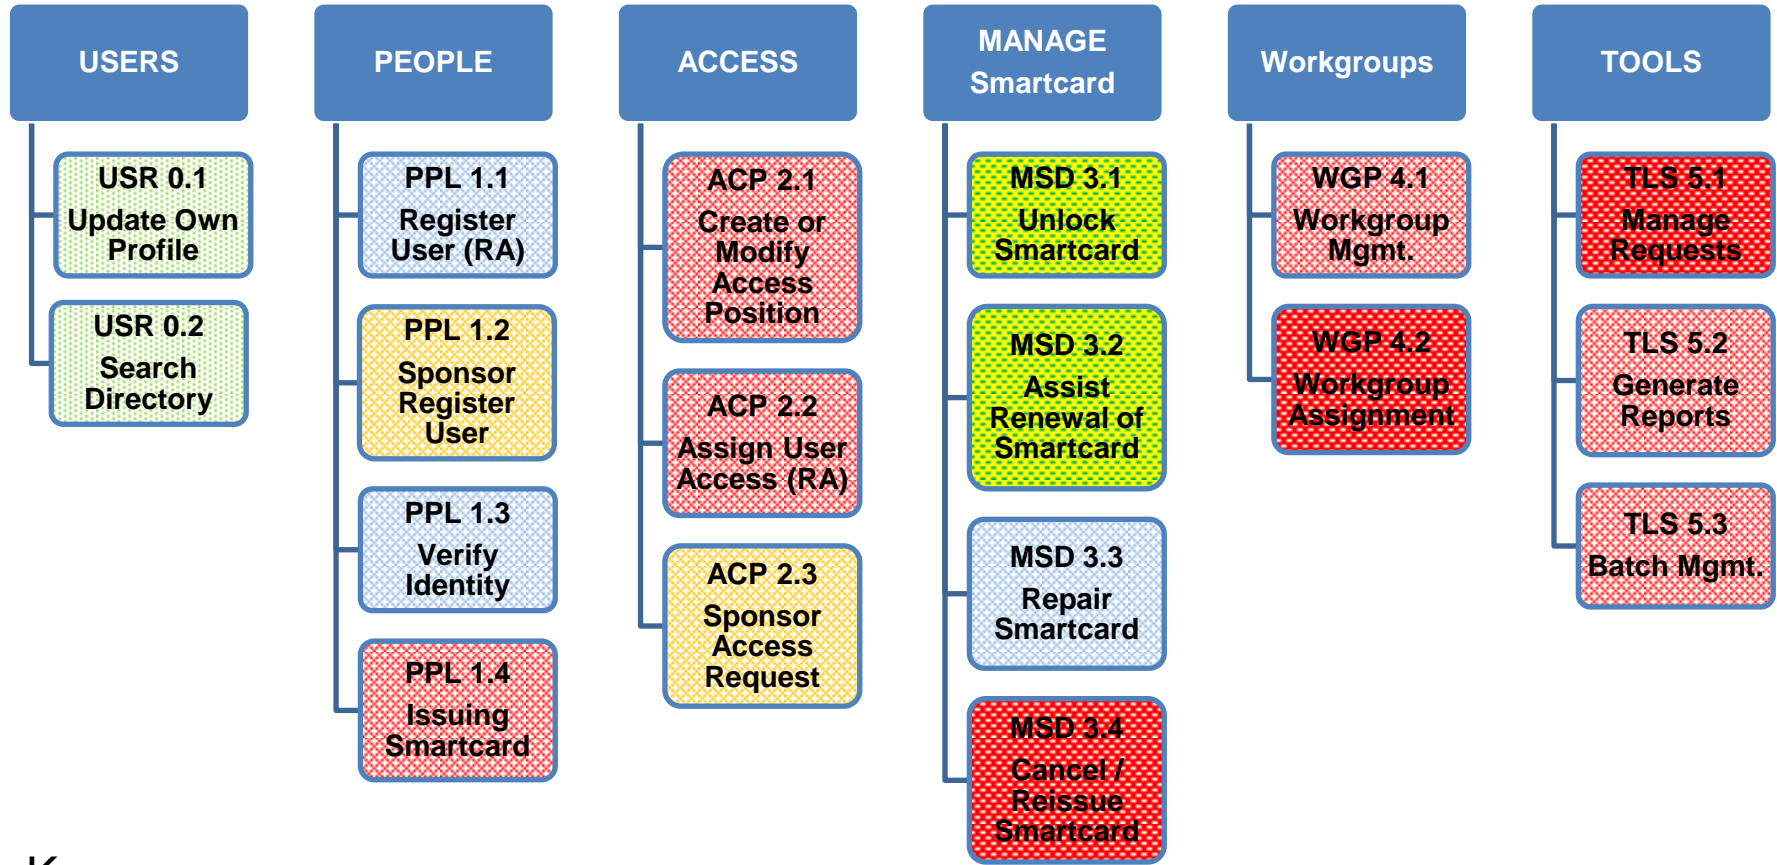 USERS
USR 0.1
Update Own
Profile
USR 0.2
Search
Directory
PEOPLE
PPL 1.1
Register
User (RA)
PPL 1.2
Sponsor
Register
User
PPL 1.3
Verify
Identity
PPL 1.4
Issuing
Smartcard
ACCESS
ACP 2.1
Create or
Modify
Access
Position
ACP 2.2
Assign User
Access (RA)
ACP 2.3
Sponsor
Access
Request
MANAGE
Smartcard
MSD 3.1
Unlock
Smartcard
MSD 3.2
Assist
Renewal of
Smartcard
MSD 3.3
Repair
Smartcard
MSD 3.4
Cancel /
Reissue
Smartcard
Workgroups
WGP 4.1
Workgroup
Mgmt.
WGP 4.2
Workgroup
Assignment
TOOLS
TLS 5.1
Manage
Requests
TLS 5.2
Generate
Reports
TLS 5.3
Batch Mgmt.